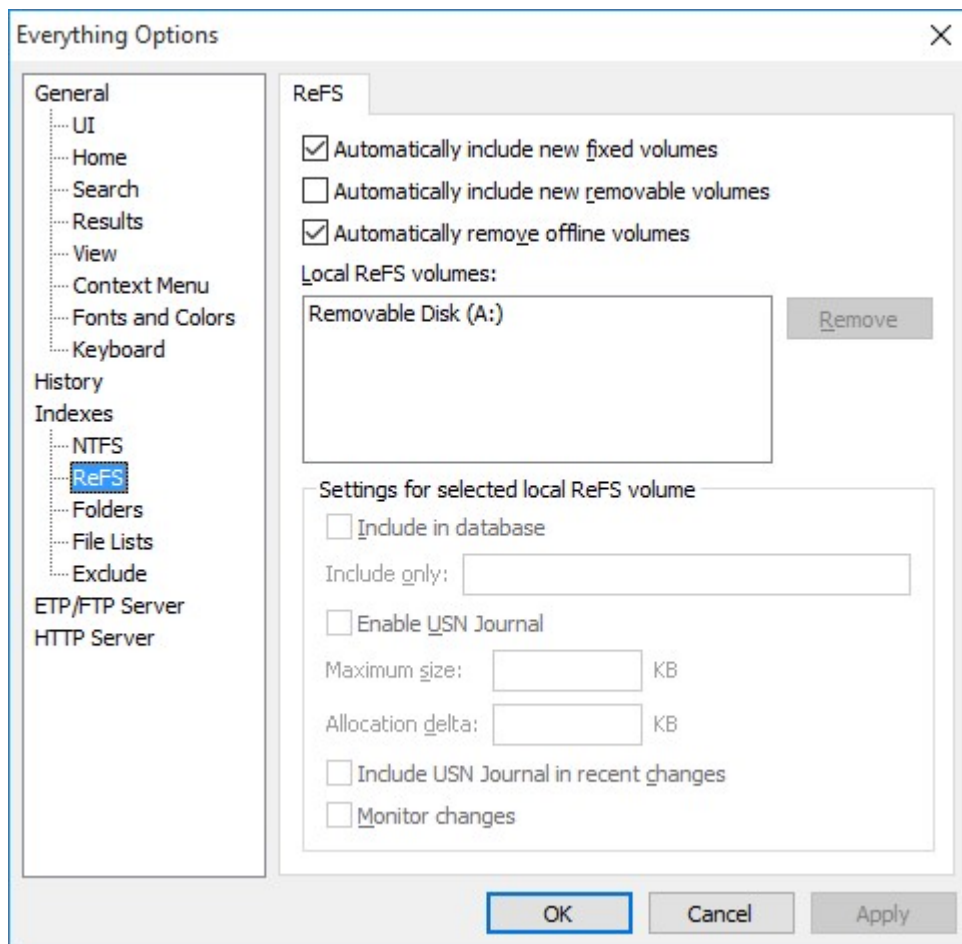 Everything Options
General
UI
Home
Search
Results
View
Context Menu
Fonts and Colors
Keyboard
History
Indexes
NTFS
ReFS
Folders
File Lists
Exclude
ETP/FTP Server
HTTP Server
ReFS
Automatically include new fixed volumes
Automatically include new removable volumes
Automatically remove offline volumes
Local ReFS volumes:
Removable Disk (A:)
Remove
Settings for selected local ReFS volume
Include in database
Include only:
Enable USN Journal
Maximum size: KB
Allocation delta: KB
Include USN Journal in recent changes
Monitor changes
OK Cancel Apply